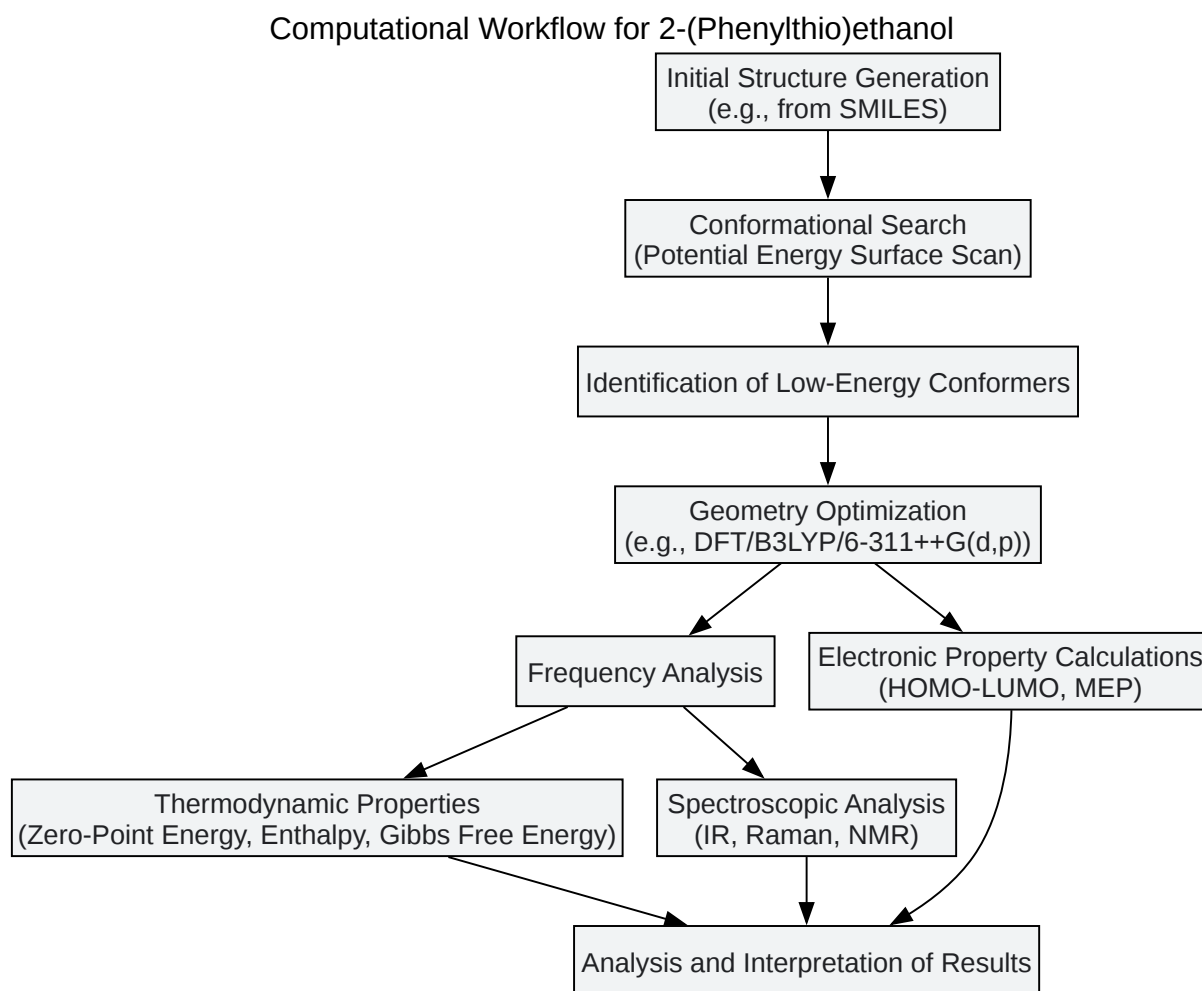 Computational Workflow for 2-(Phenylthio)ethanol
Initial Structure Generation
(e.g., from SMILES)
Conformational Search
(Potential Energy Surface Scan)
Identification of Low-Energy Conformers
Geometry Optimization
(e.g., DFT/B3LYP/6-311++G(d,p))
Frequency Analysis
Electronic Property Calculations
(HOMO-LUMO, MEP)
Thermodynamic Properties
(Zero-Point Energy, Enthalpy, Gibbs Free Energy)
Spectroscopic Analysis
(IR, Raman, NMR)
Analysis and Interpretation of Results